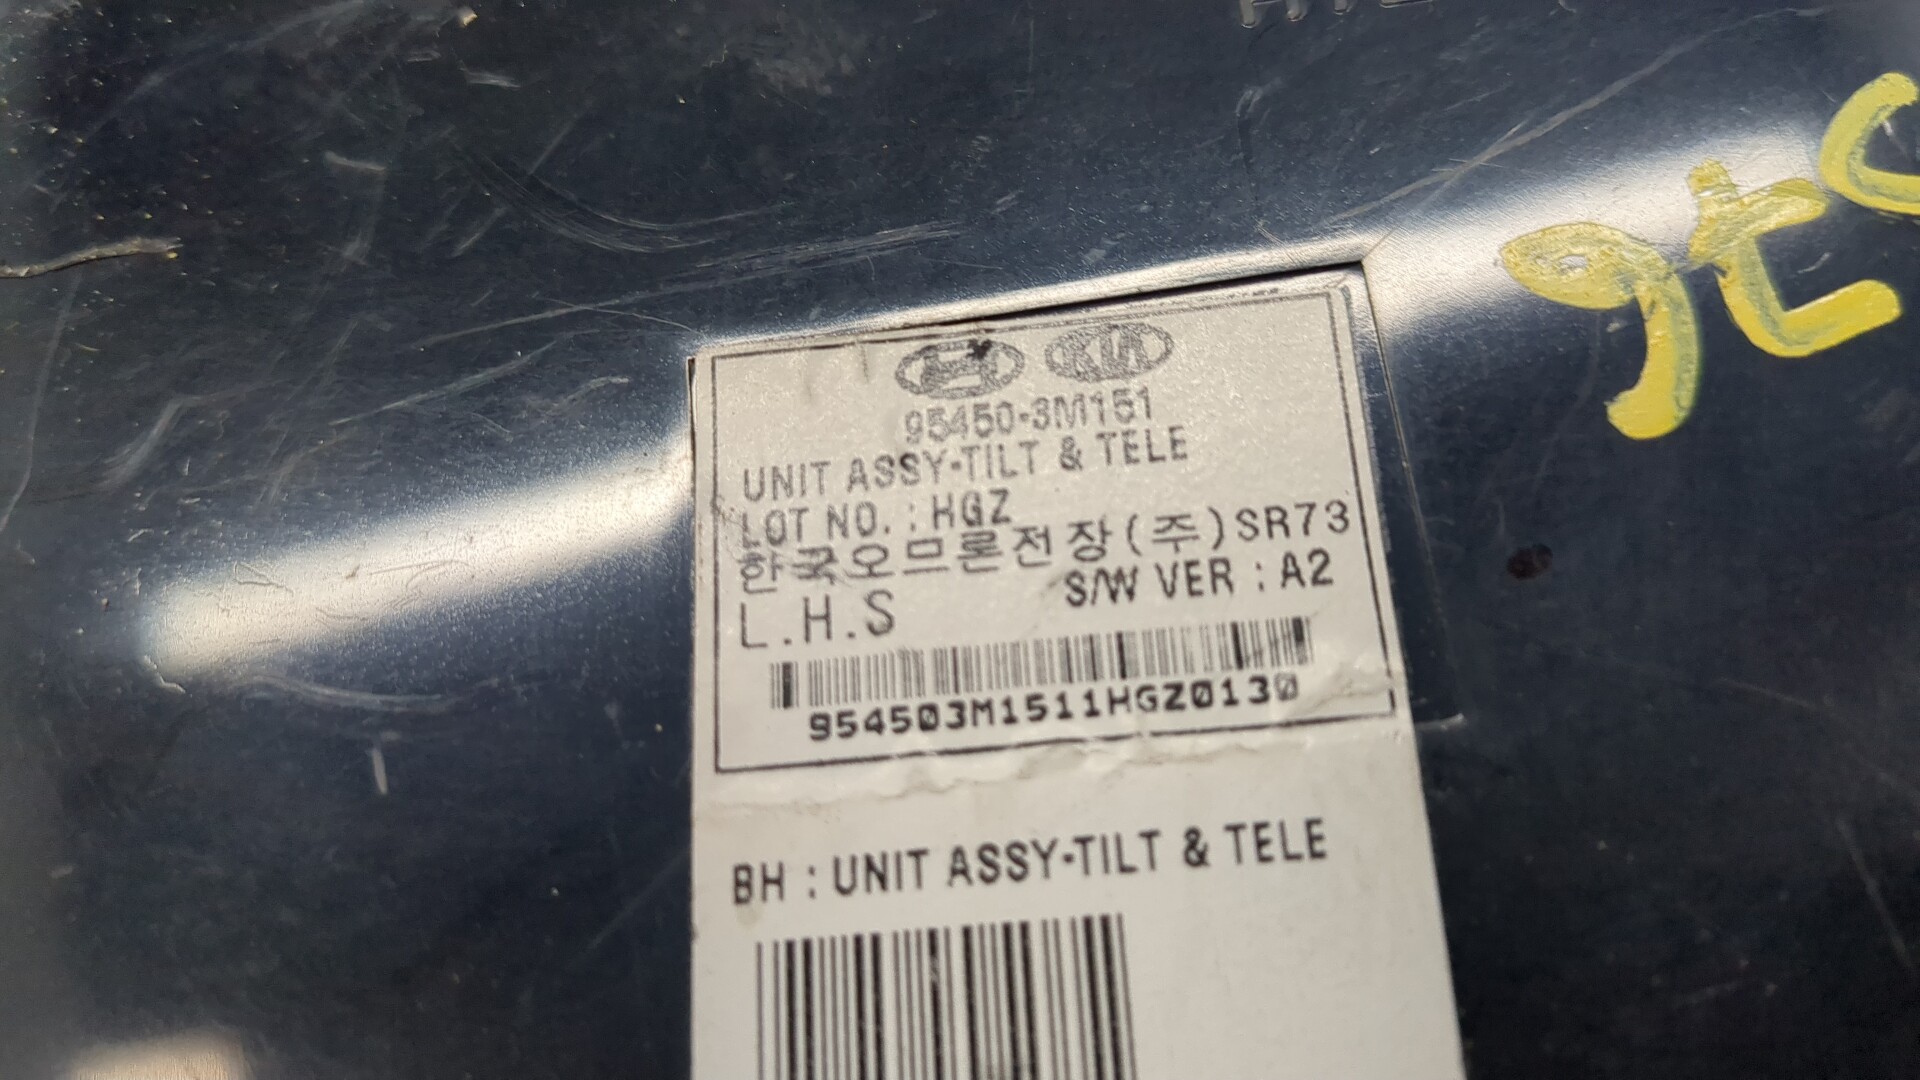 KIA
95450-3M151
UNIT ASSY-TILT & TELE
LOT NO. : HGZ
한국오므론전장(주)SR73
L.H.S S/W VER : A2
954503M1511HGZ0130
BH : UNIT ASSY-TILT & TELE